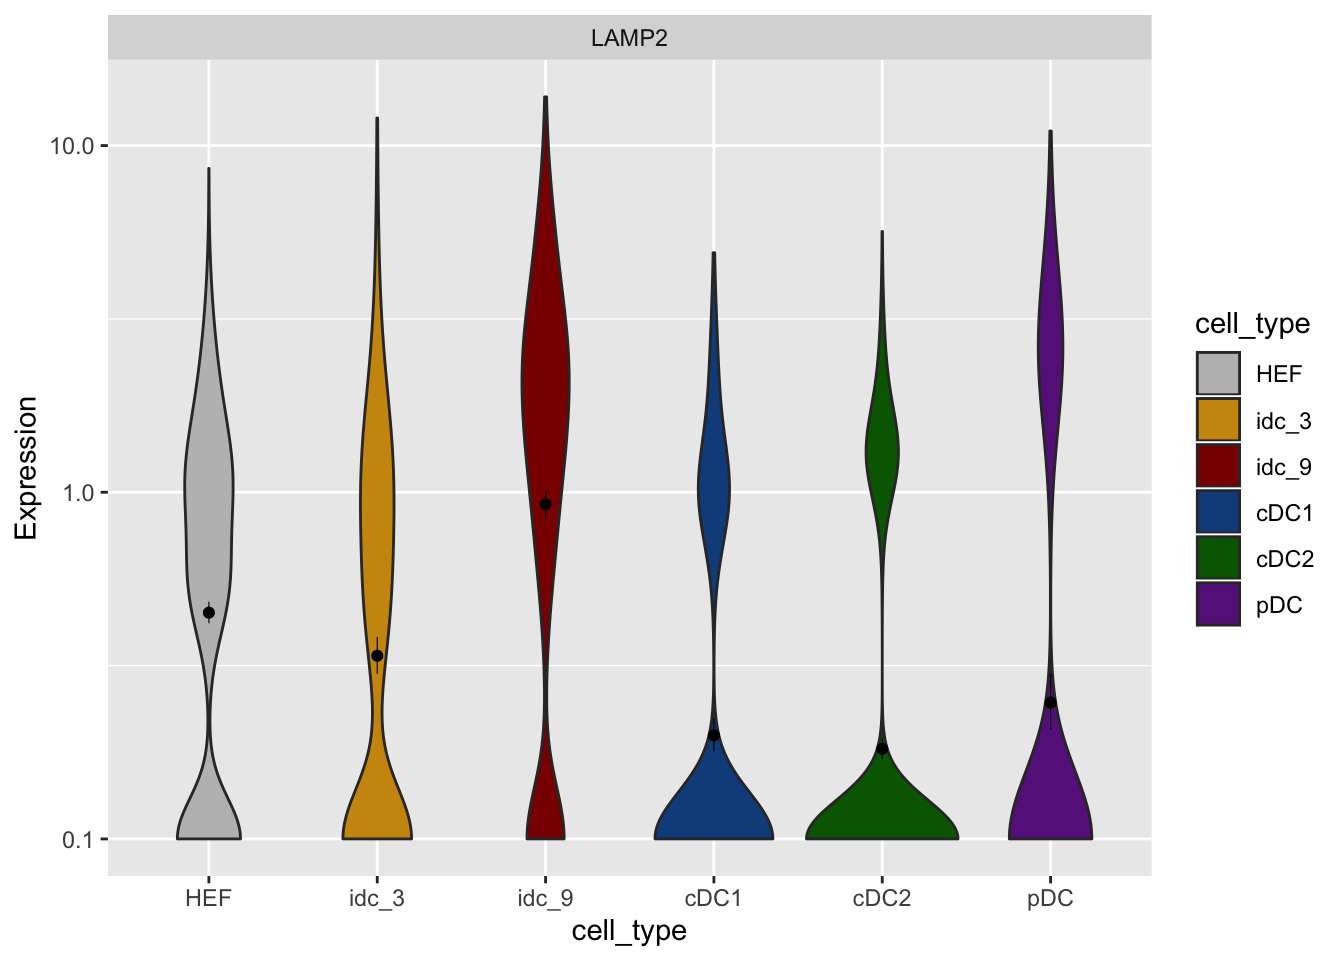 LAMP2
Expression
10.0
1.0
0.1
HEF idc_3 idc_9 cDC1 cDC2 pDC
cell_type
cell_type
HEF
idc_3
idc_9
cDC1
cDC2
pDC